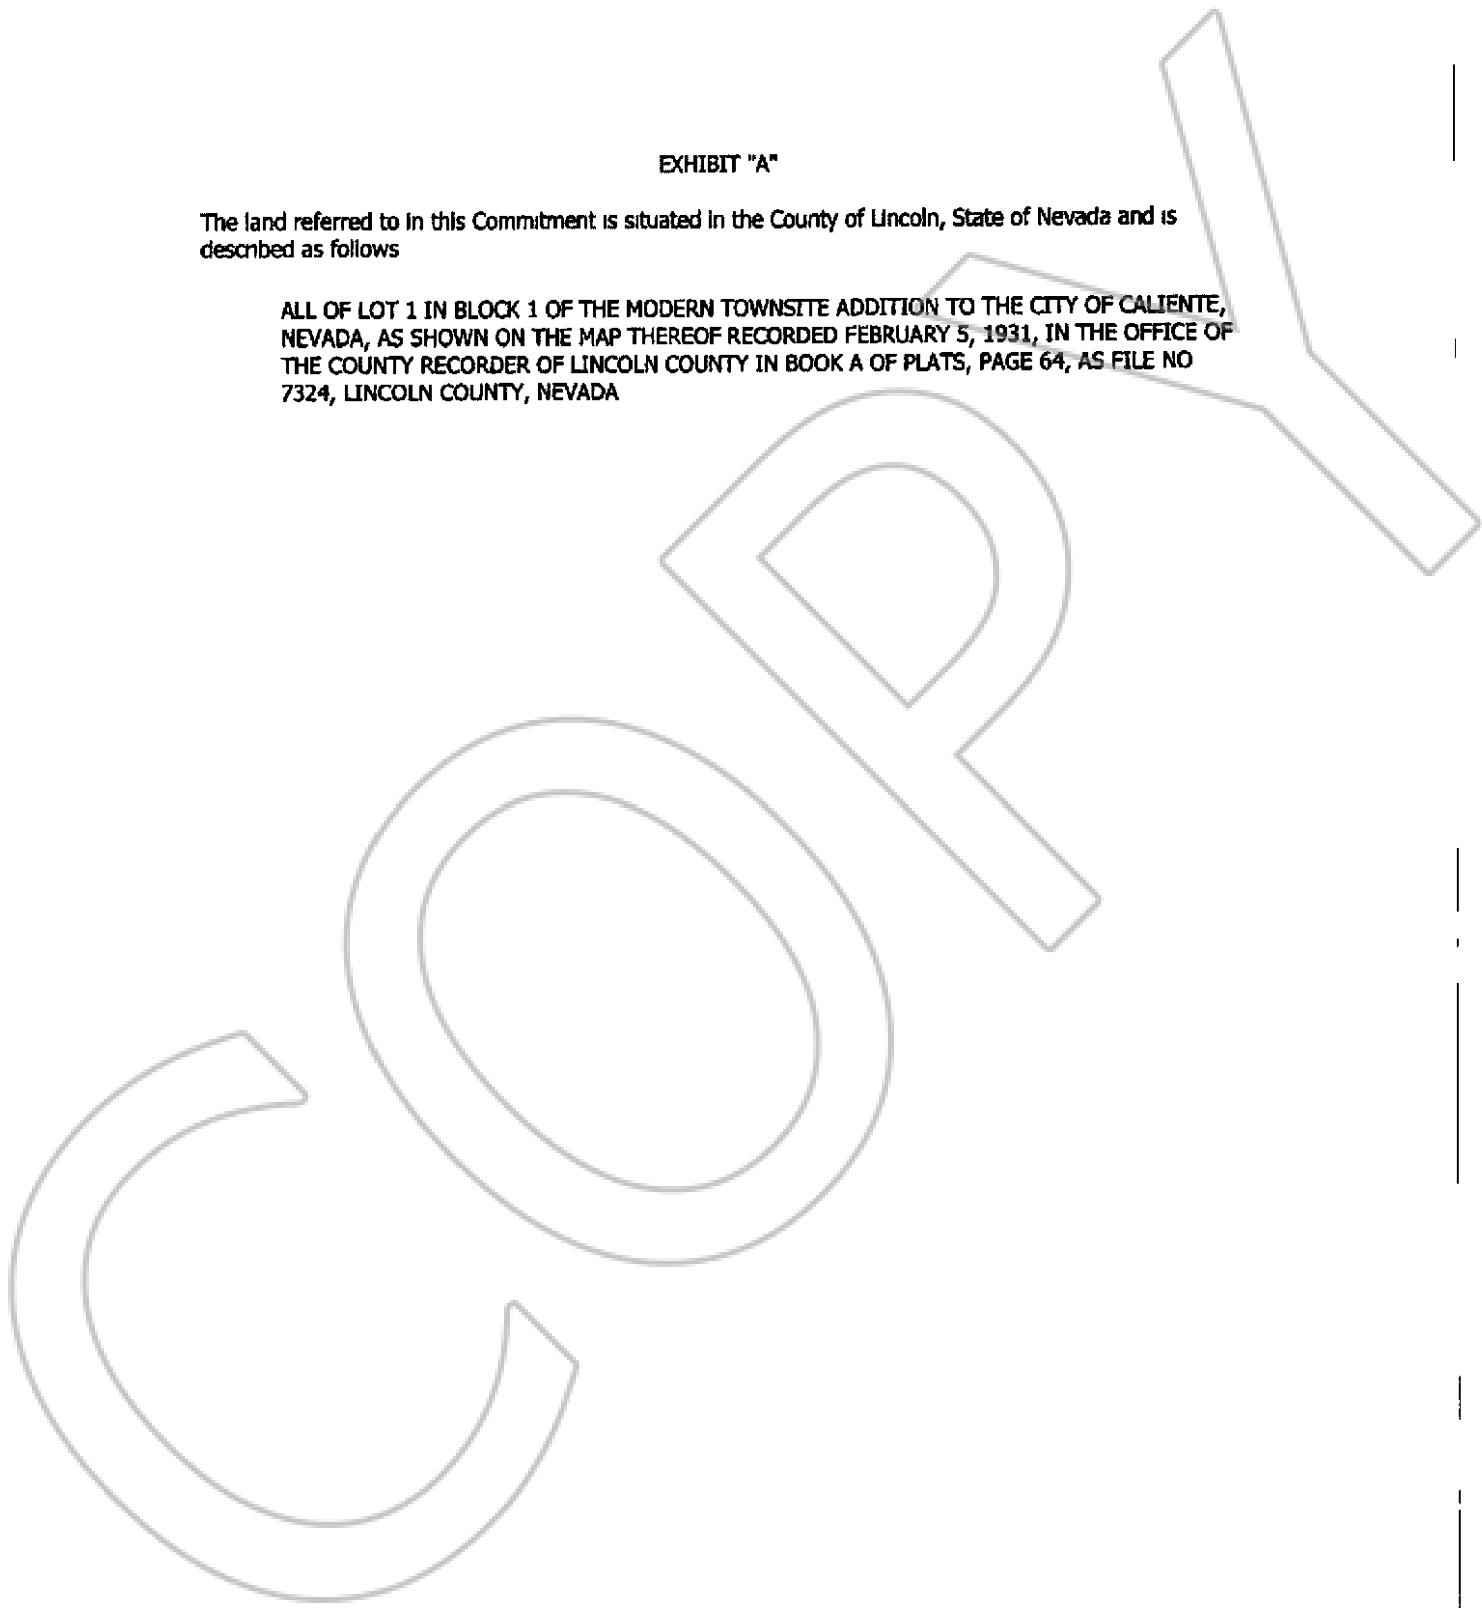 EXHIBIT "A"
The land referred to in this Commitment is situated in the County of Lincoln, State of Nevada and is
described as follows
ALL OF LOT 1 IN BLOCK 1 OF THE MODERN TOWNSITE ADDITION TO THE CITY OF CALIENTE,
NEVADA, AS SHOWN ON THE MAP THEREOF RECORDED FEBRUARY 5, 1931, IN THE OFFICE OF
THE COUNTY RECORDER OF LINCOLN COUNTY IN BOOK A OF PLATS, PAGE 64, AS FILE NO
7324, LINCOLN COUNTY, NEVADA
COPY